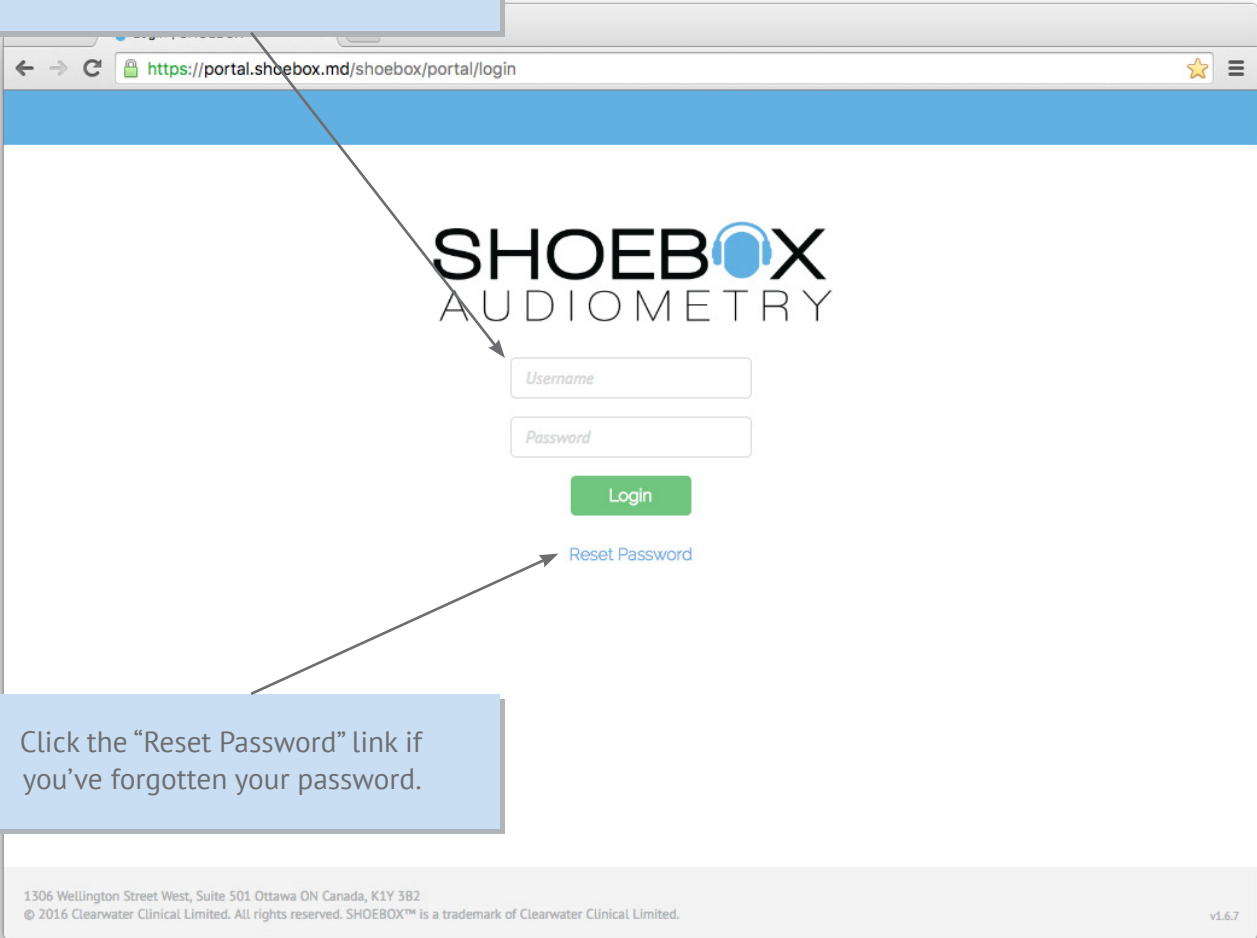 https://portal.shoebox.md/shoebox/portal/login
SHOEBOX
AUDIOMETRY
Username
Password
Login
Reset Password
Click the “Reset Password” link if
you’ve forgotten your password.
1306 Wellington Street West, Suite 501 Ottawa ON Canada, K1Y 3B2
© 2016 Clearwater Clinical Limited. All rights reserved. SHOEBOX™ is a trademark of Clearwater Clinical Limited.
v1.6.7